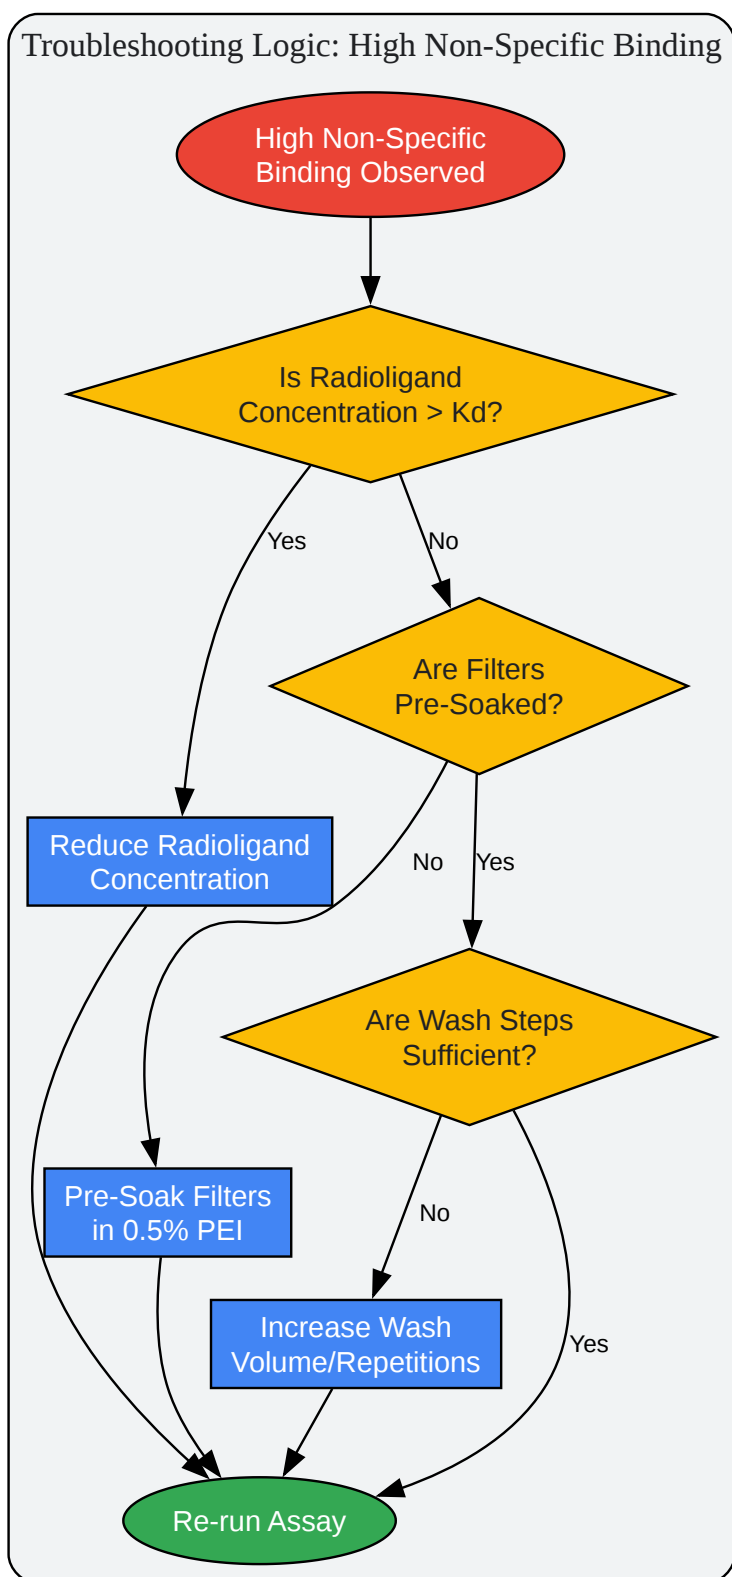 Troubleshooting Logic: High Non-Specific Binding
High Non-Specific
Binding Observed
Is Radioligand
Concentration > Kd?
Yes
No
Are Filters
Pre-Soaked?
Reduce Radioligand
Concentration
No
Yes
Are Wash Steps
Sufficient?
Pre-Soak Filters
in 0.5% PEI
No
Increase Wash
Volume/Repetitions
Yes
Re-run Assay